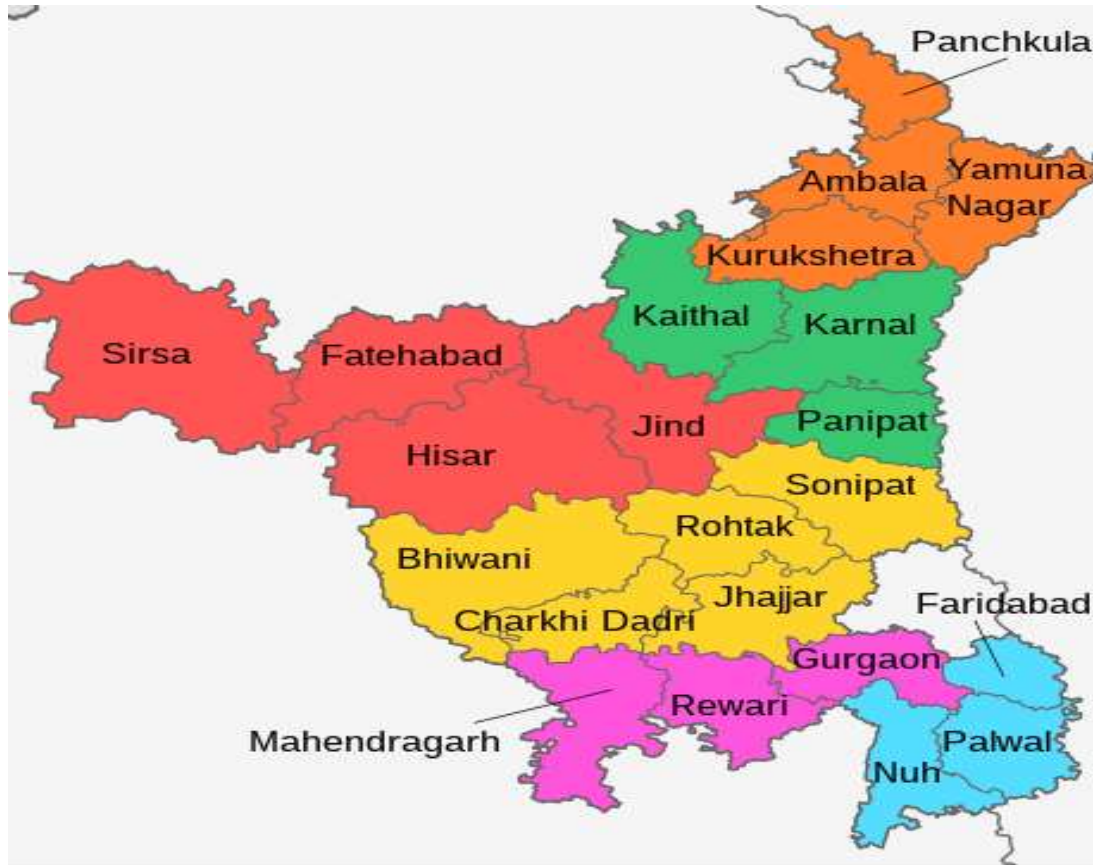 Panchkula
Ambala
Yamuna
Nagar
Kurukshetra
Kaithal
Karnal
Sirsa
Fatehabad
Jind
Panipat
Hisar
Sonipat
Rohtak
Bhiwani
Jhajjar
Charkhi Dadri
Faridabad
Gurgaon
Rewari
Mahendragarh
Palwal
Nuh